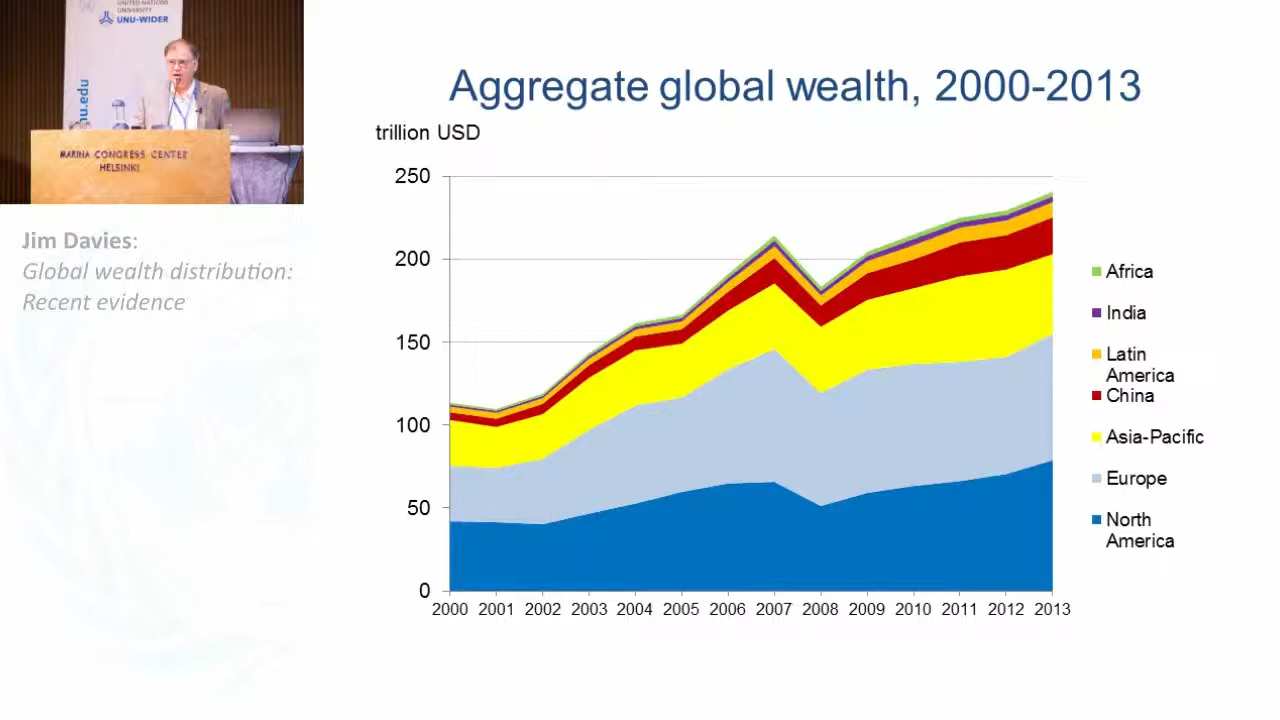 UNITED NATIONS
UNIVERSITY
UNU-WIDER
nu.edu
MARINA CONGRESS CENTER
HELSINKI
Jim Davies:
Global wealth distribution:
Recent evidence
Aggregate global wealth, 2000-2013
trillion USD
250
200
150
100
50
0
2000 2001 2002 2003 2004 2005 2006 2007 2008 2009 2010 2011 2012 2013
Africa
India
Latin
America
China
Asia-Pacific
Europe
North
America